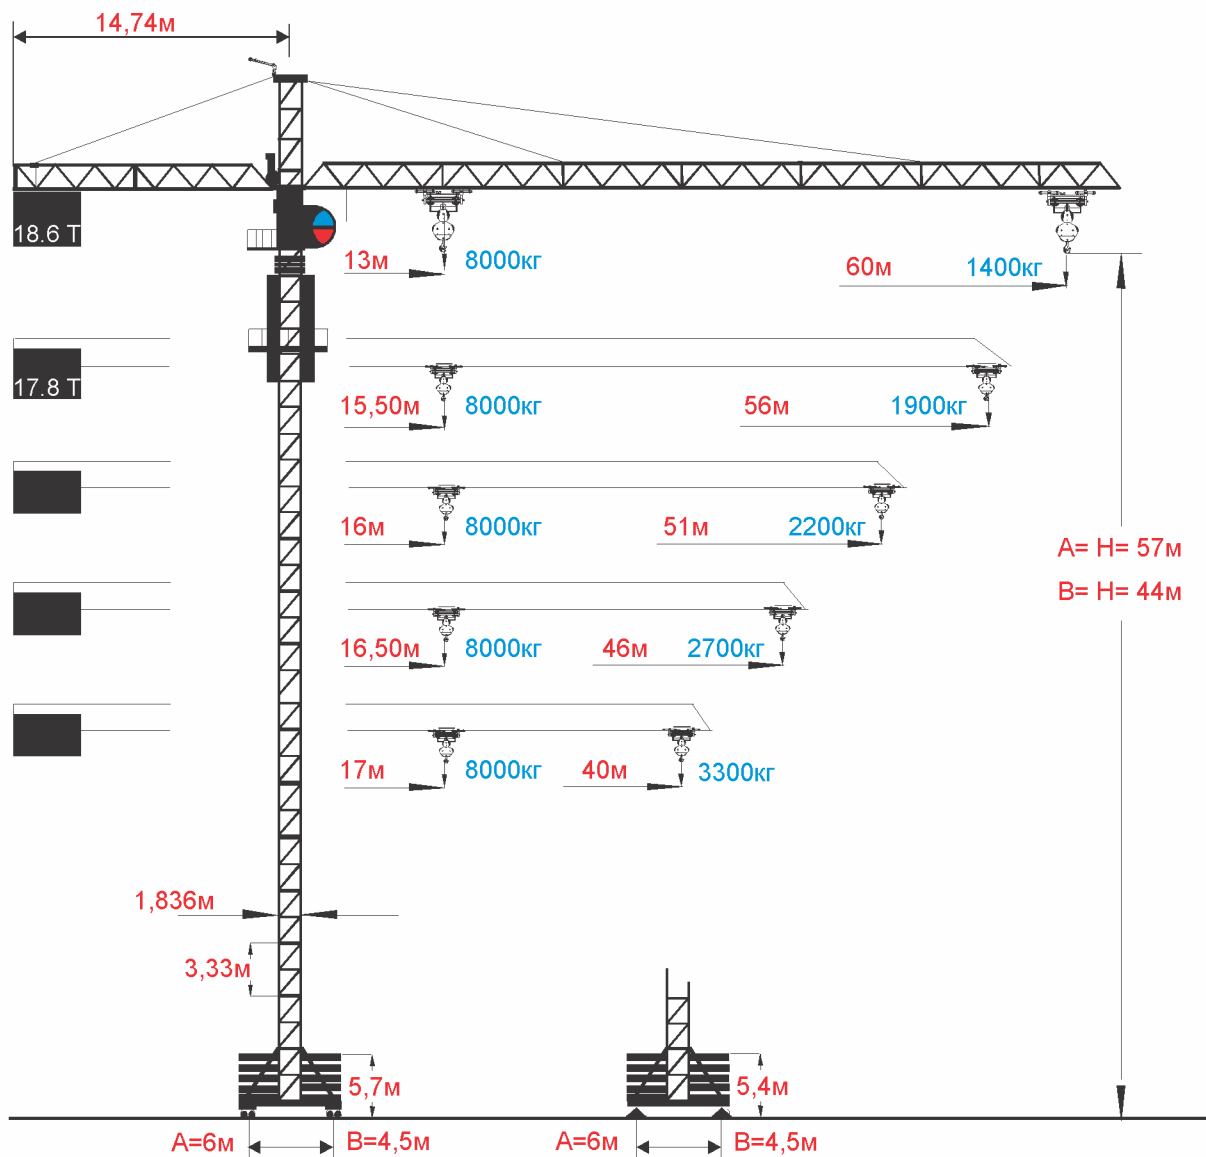 14,74м
18.6 T
13м 8000кг
60м 1400кг
17.8 T
15,50м 8000кг
56м 1900кг
16м 8000кг
51м 2200кг
A= H= 57м
B= H= 44м
16,50м 8000кг
46м 2700кг
17м 8000кг
40м 3300кг
1,836м
3,33м
5,7м
5,4м
A=6м B=4,5м
A=6м B=4,5м